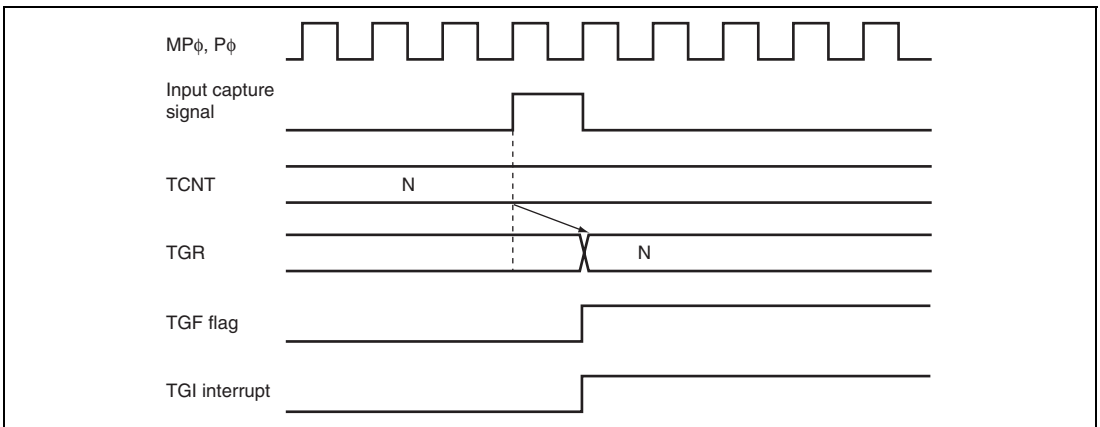 MPϕ, Pϕ
Input capture
signal
TCNT
N
TGR
N
TGF flag
TGI interrupt